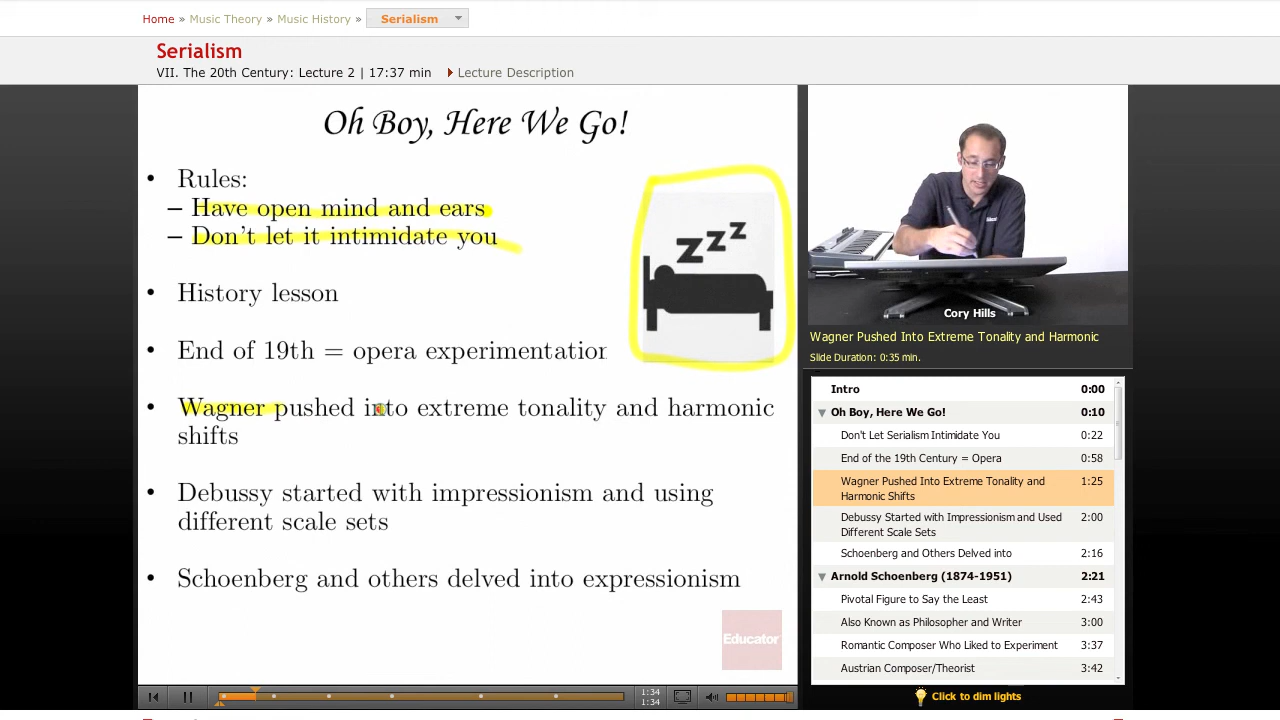 Home » Music Theory » Music History » Serialism
Serialism
VII. The 20th Century: Lecture 2 | 17:37 min Lecture Description
Oh Boy, Here We Go!
• Rules:
– Have open mind and ears
– Don't let it intimidate you
• History lesson
• End of 19th = opera experimentation
• Wagner pushed into extreme tonality and harmonic
shifts
• Debussy started with impressionism and using
different scale sets
• Schoenberg and others delved into expressionism
zzz
Educator
1:34
1:34
Cory Hills
Wagner Pushed Into Extreme Tonality and Harmonic
Slide Duration: 0:35 min.
Intro 0:00
Oh Boy, Here We Go! 0:10
Don't Let Serialism Intimidate You 0:22
End of the 19th Century = Opera 0:58
Wagner Pushed Into Extreme Tonality and 1:25
Harmonic Shifts
Debussy Started with Impressionism and Used 2:00
Different Scale Sets
Schoenberg and Others Delved into 2:16
Arnold Schoenberg (1874-1951) 2:21
Pivotal Figure to Say the Least 2:43
Also Known as Philosopher and Writer 3:00
Romantic Composer Who Liked to Experiment 3:37
Austrian Composer/Theorist 3:42
Click to dim lights